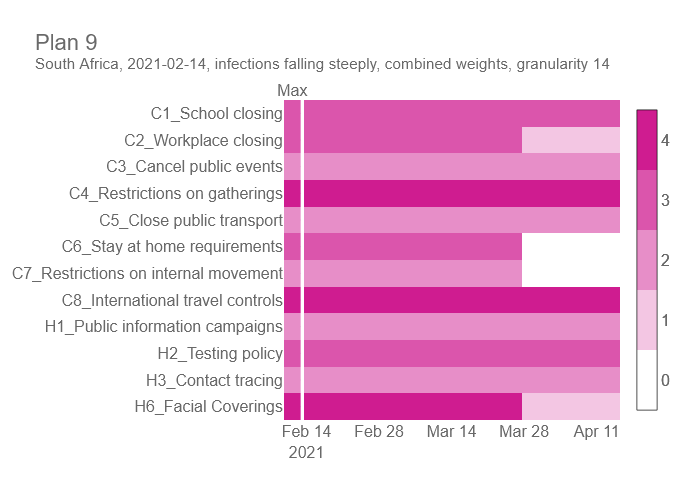 Plan 9
South Africa, 2021-02-14, infections falling steeply, combined weights, granularity 14
Max
C1_School closing
C2_Workplace closing
C3_Cancel public events
C4_Restrictions on gatherings
C5_Close public transport
C6_Stay at home requirements
C7_Restrictions on internal movement
C8_International travel controls
H1_Public information campaigns
H2_Testing policy
H3_Contact tracing
H6_Facial Coverings
Feb 14 Feb 28 Mar 14 Mar 28 Apr 11
2021
4
3
2
1
0